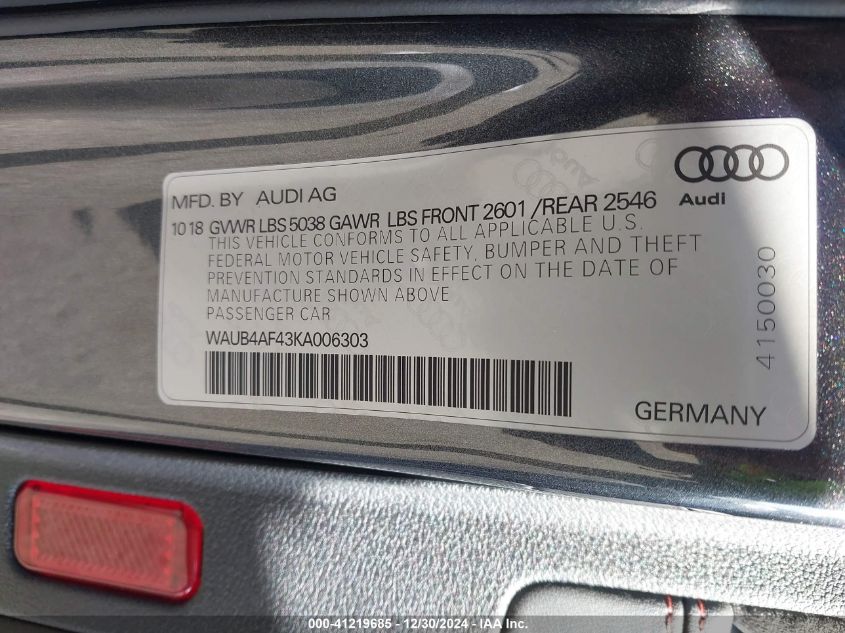 MFD. BY AUDI AG
Audi
10 18 GVWR LBS 5038 GAWR LBS FRONT 2601 /REAR 2546
THIS VEHICLE CONFORMS TO ALL APPLICABLE U.S.
FEDERAL MOTOR VEHICLE SAFETY, BUMPER AND THEFT
PREVENTION STANDARDS IN EFFECT ON THE DATE OF
MANUFACTURE SHOWN ABOVE
PASSENGER CAR
WAUB4AF43KA006303
4150030
GERMANY
000-41219685 - 12/30/2024 - IAAI Inc.